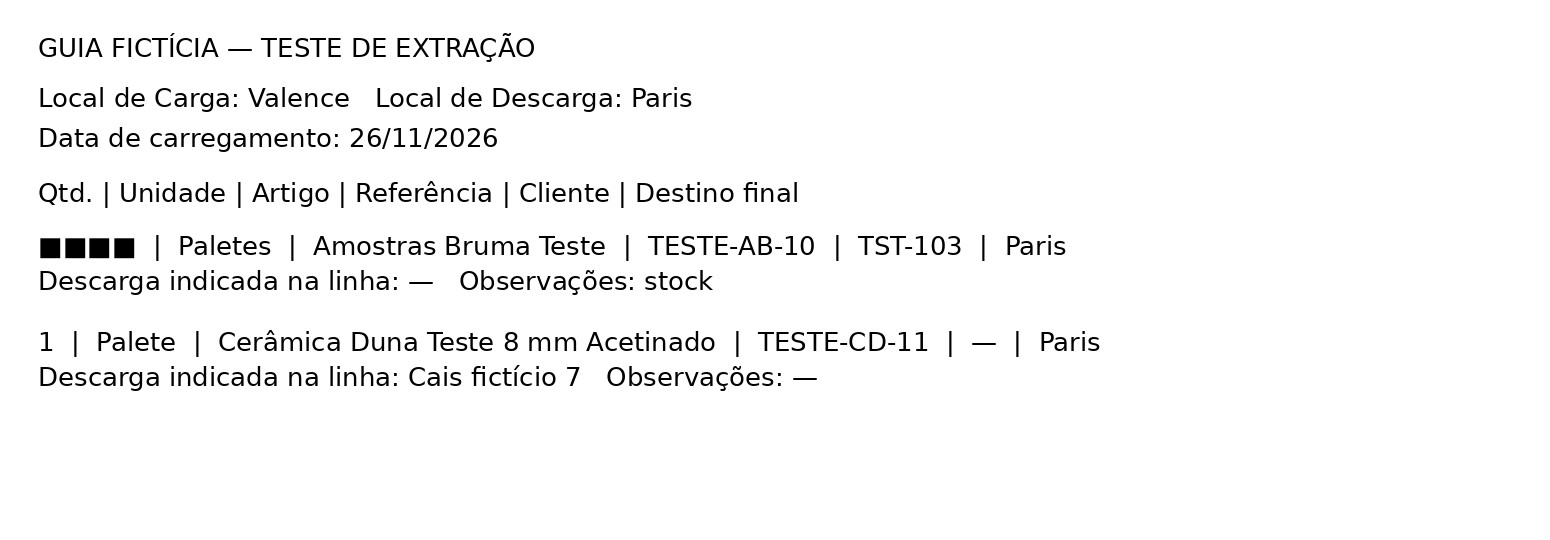 GUIA FICTÍCIA — TESTE DE EXTRAÇÃO
Local de Carga: Valence Local de Descarga: Paris
Data de carregamento: 26/11/2026
Qtd. | Unidade | Artigo | Referência | Cliente | Destino final
■■■■ | Paletes | Amostras Bruma Teste | TESTE-AB-10 | TST-103 | Paris
Descarga indicada na linha: — Observações: stock
1 | Palete | Cerâmica Duna Teste 8 mm Acetinado | TESTE-CD-11 | — | Paris
Descarga indicada na linha: Cais fictício 7 Observações: —